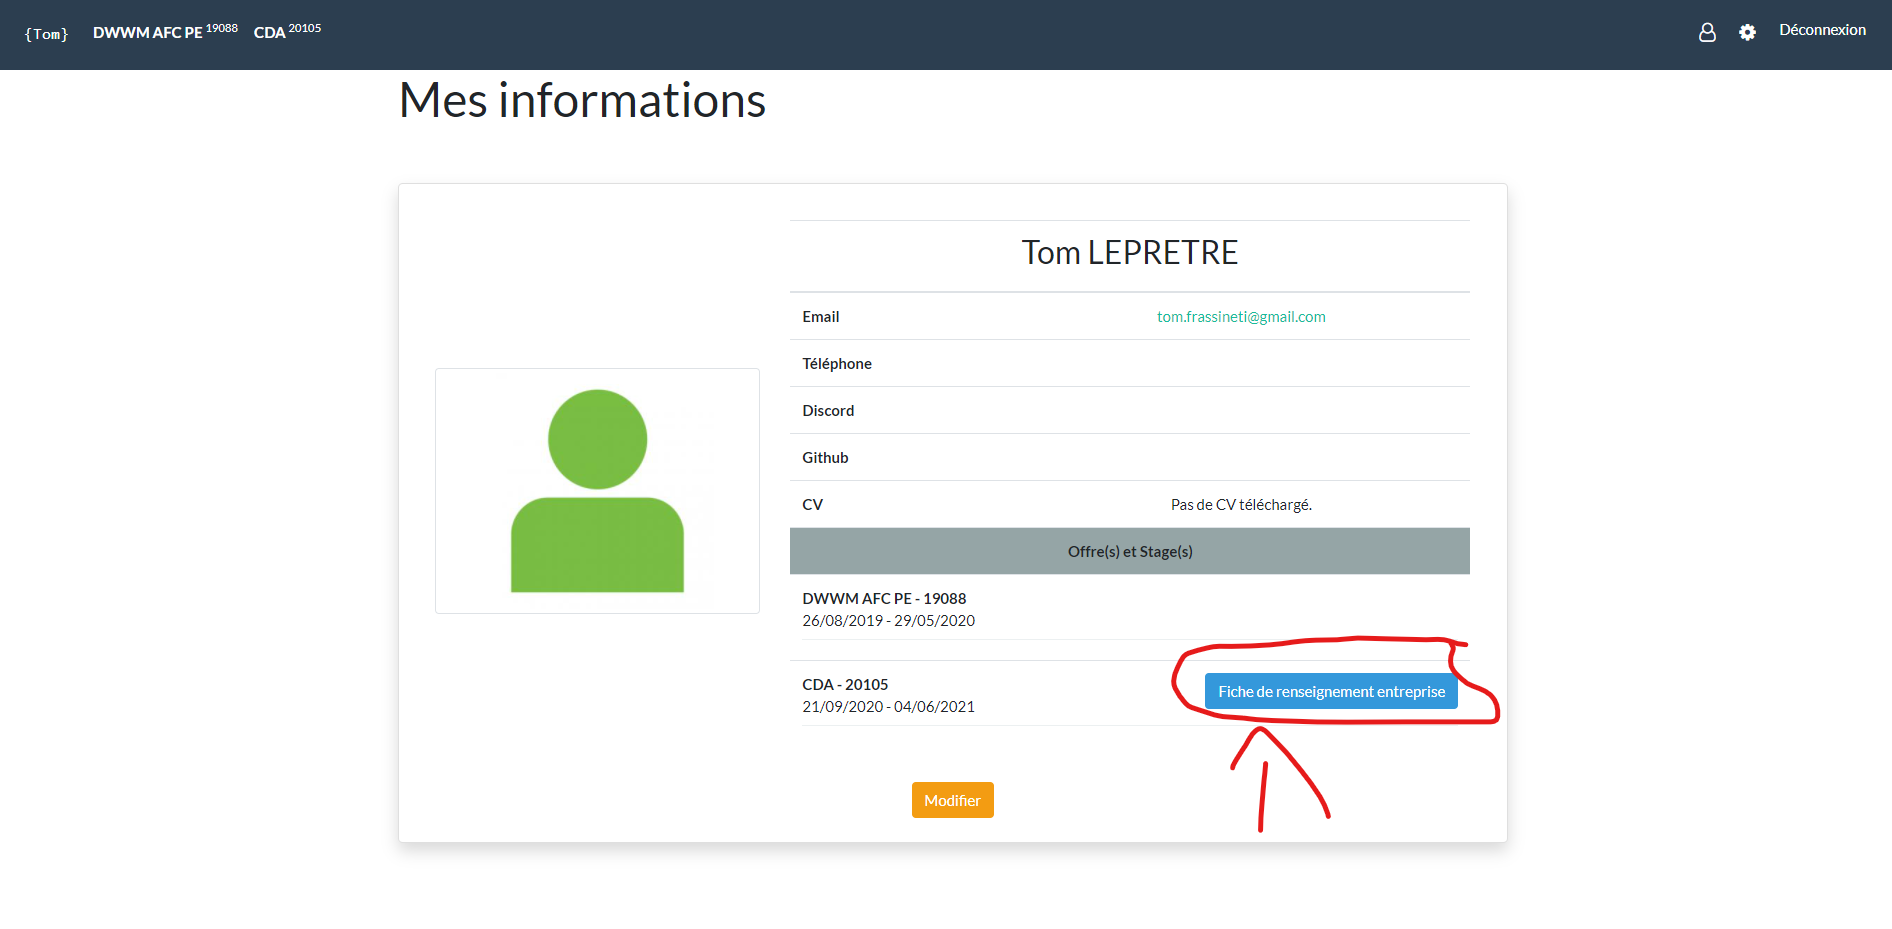 {Tom} DWWM AFC PE 19088 CDA 20105 Déconnexion
Mes informations
Tom LEPRETRE
Email tom.frassineti@gmail.com
Téléphone
Discord
Github
CV Pas de CV téléchargé.
Offre(s) et Stage(s)
DWWM AFC PE - 19088
26/08/2019 - 29/05/2020
CDA - 20105
21/09/2020 - 04/06/2021
Fiche de renseignement entreprise
Modifier